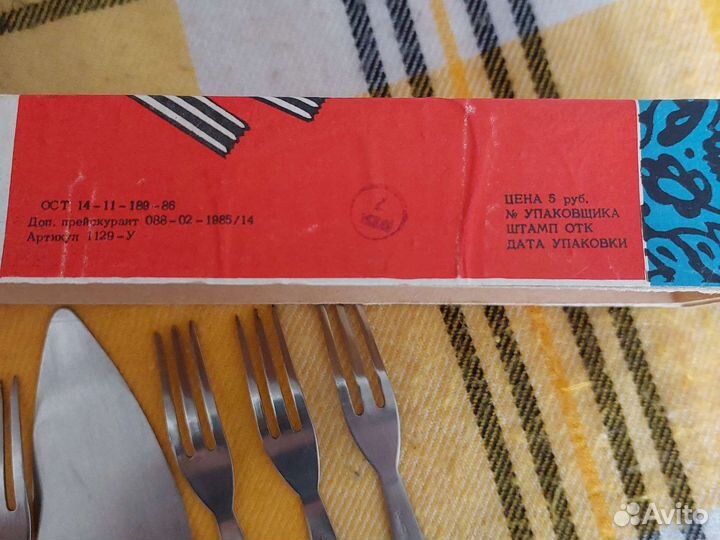 ОСТ 14-11-189-86
Доп. прейскурант 088-02-1985/14
Артикул 1129-У
ЦЕНА 5 руб.
№ УПАКОВЩИКА
ШТАМП ОТК
ДАТА УПАКОВКИ
7
Avito